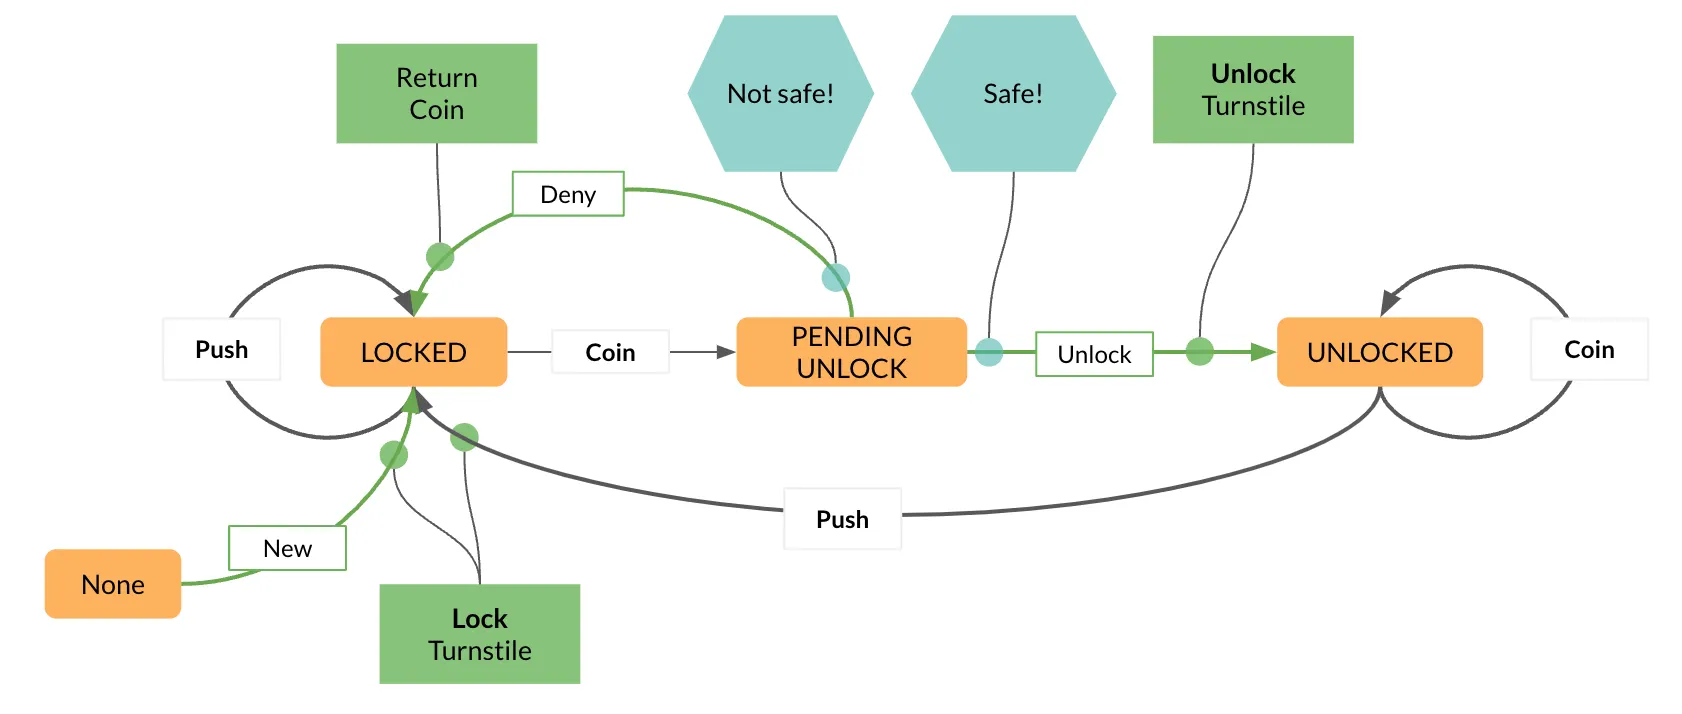 Return
Coin
Not safe!
Safe!
Unlock
Turnstile
Deny
Push
LOCKED
Coin
PENDING
UNLOCK
Unlock
UNLOCKED
Coin
Push
New
None
Lock
Turnstile